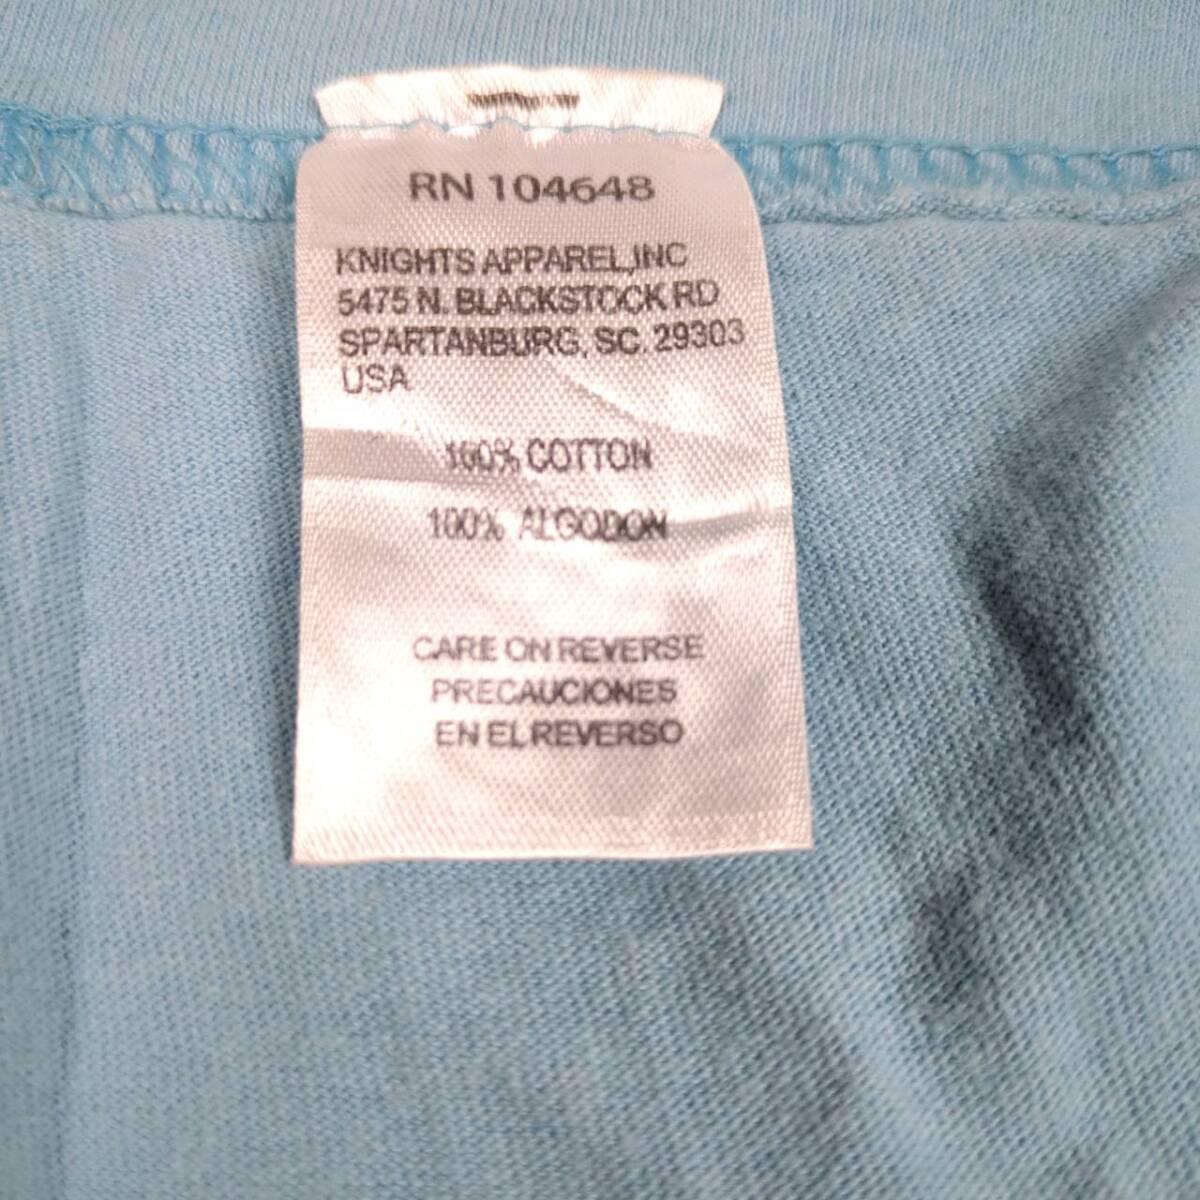 RN 104648
KNIGHTS APPAREL,INC
5475 N. BLACKSTOCK RD
SPARTANBURG, SC. 29303
USA
100% COTTON
100% ALGODON
CARE ON REVERSE
PRECAUCIONES
EN EL REVERSO